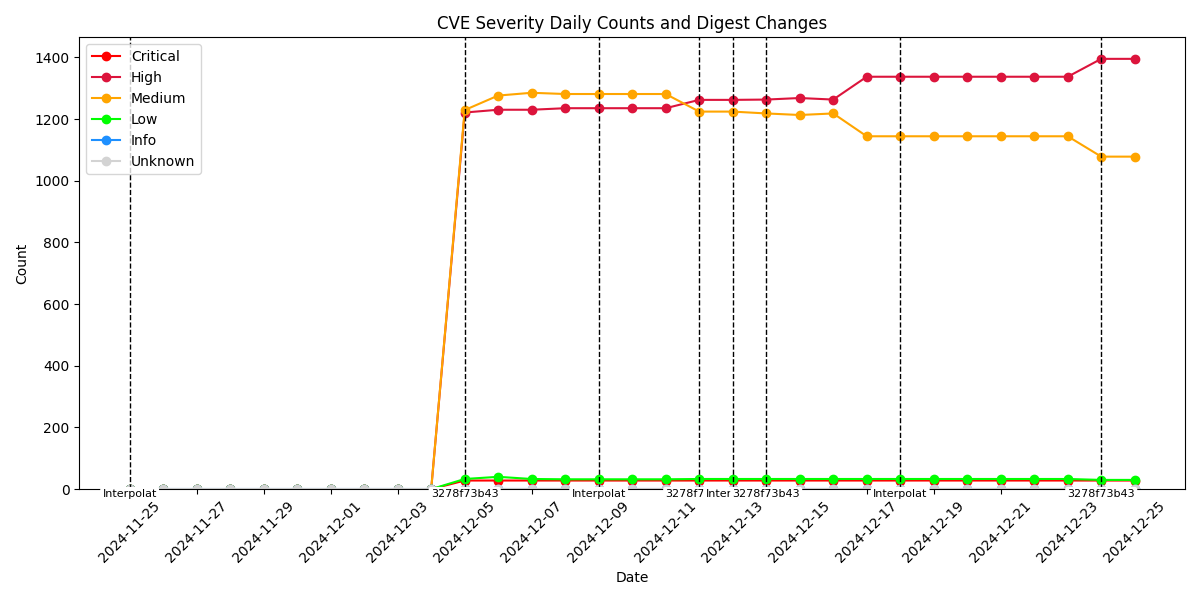 CVE Severity Daily Counts and Digest Changes
Critical
High
Medium
Low
Info
Unknown
Count
1400
1200
1000
800
600
400
200
0
Interpolat
3278f73b43
Interpolat
3278f7
Inter
3278f73b43
Interpolat
3278f73b43
2024-11-25
2024-11-27
2024-11-29
2024-12-01
2024-12-03
2024-12-05
2024-12-07
2024-12-09
2024-12-11
2024-12-13
2024-12-15
2024-12-17
2024-12-19
2024-12-21
2024-12-23
2024-12-25
Date